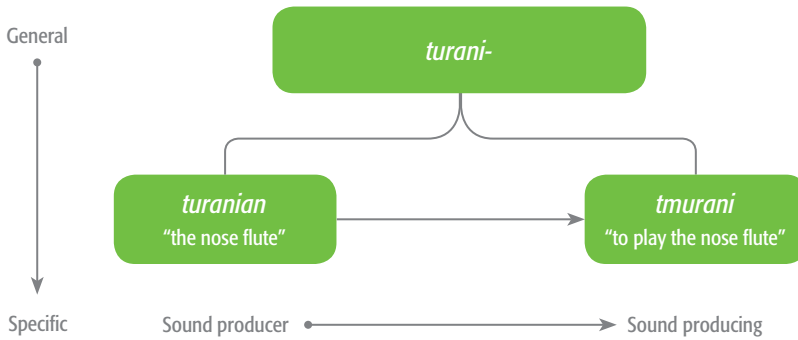 General
turani-
turanian
"the nose flute"
tmurani
"to play the nose flute"
Specific
Sound producer
Sound producing